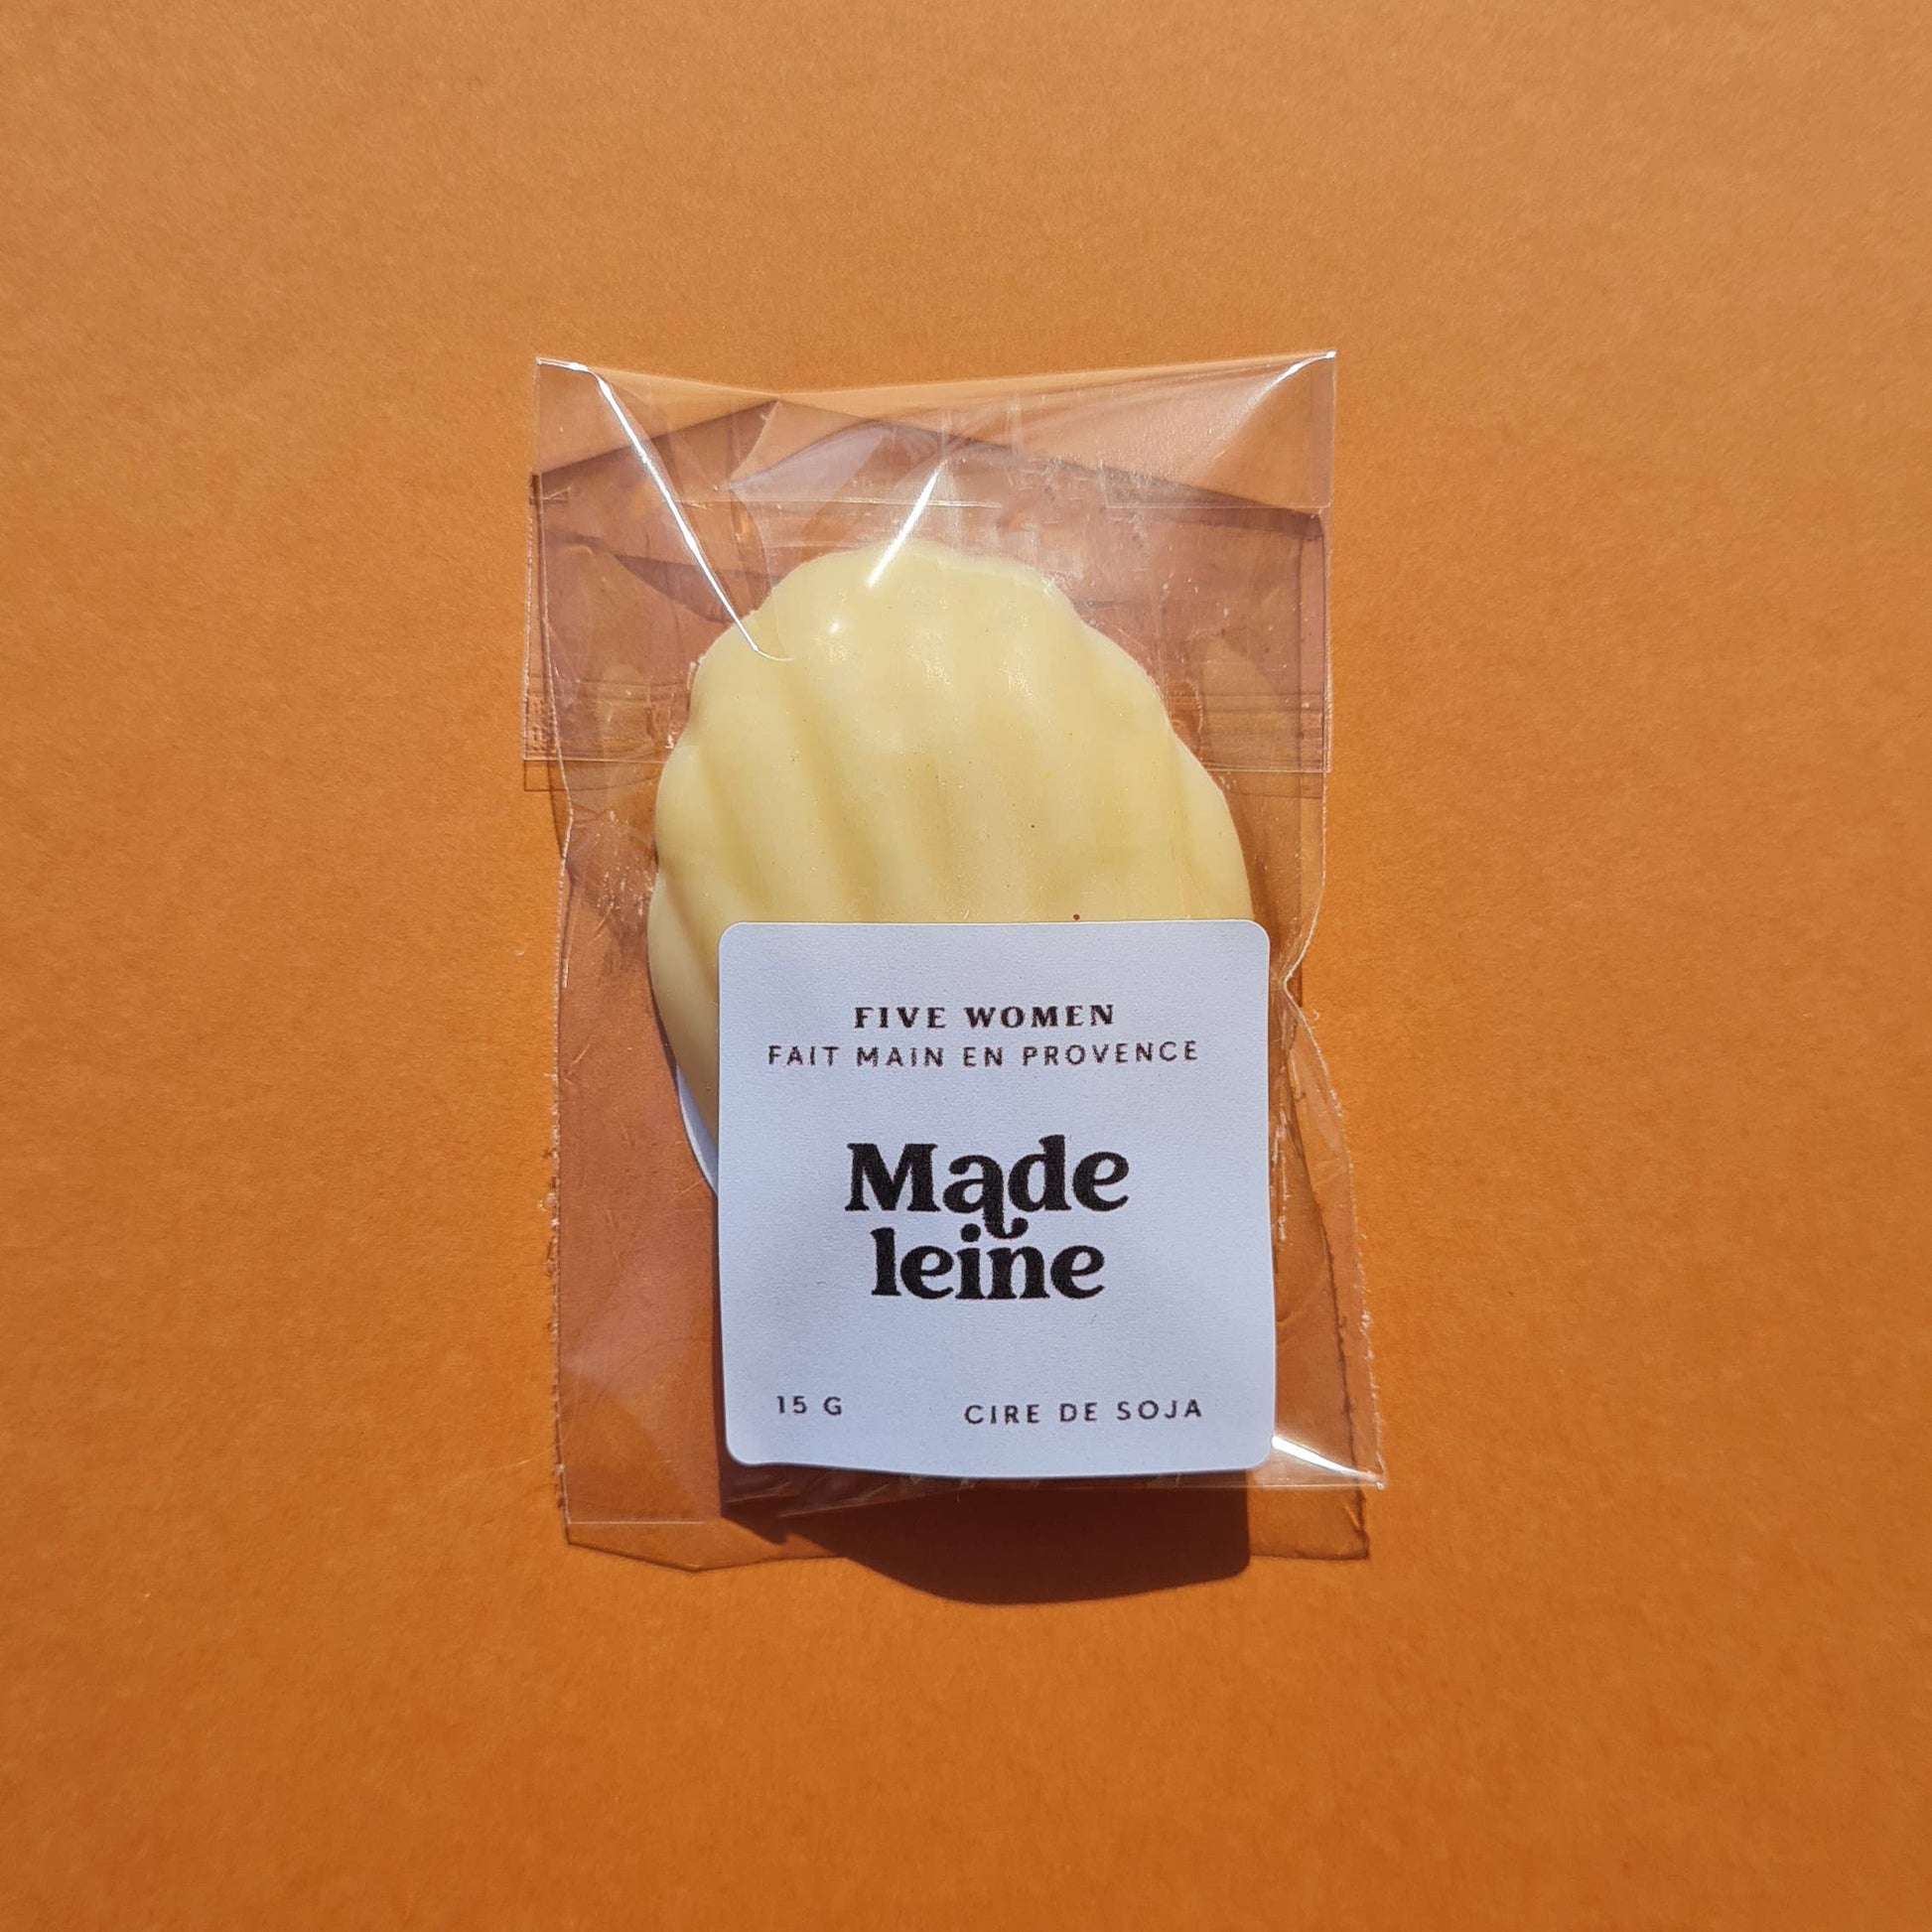 FIVE WOMEN
FAIT MAIN EN PROVENCE
Made
leine
15 G CIRE DE SOJA